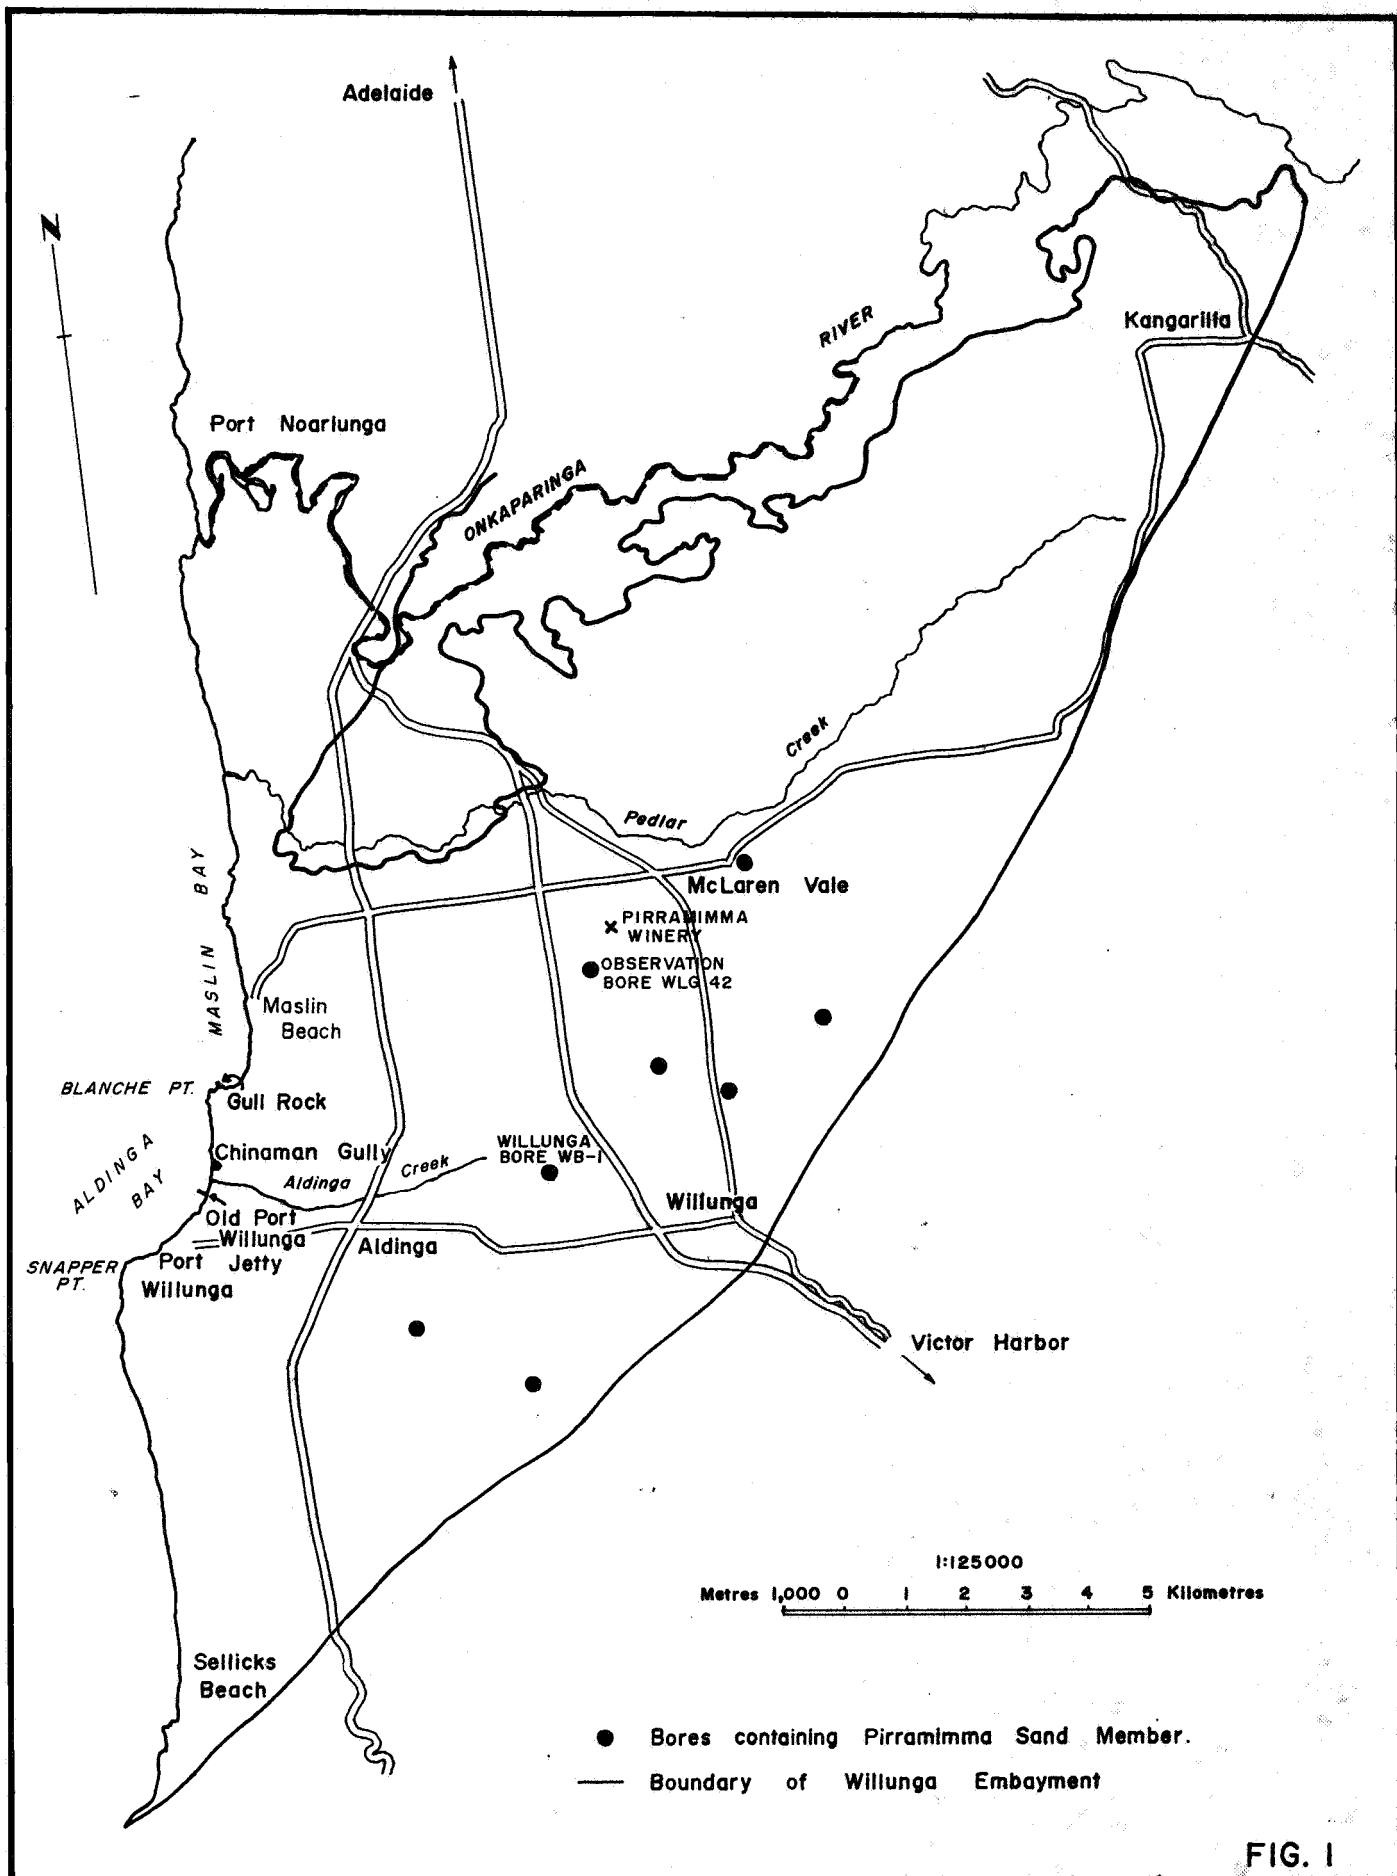 Adelaide
N
RIVER
Kangarilla
Port Noarlunga
ONKAPARINGA
Creek
Pedlar
MASLIN BAY
McLaren Vale
PIRRAMIMMA
WINERY
OBSERVATION
BORE WLG 42
Maslin
Beach
BLANCHE PT.
Gull Rock
ALDINGA
BAY
Chinaman Gully
WILLUNGA
BORE WB-1
Aldinga Creek
Willunga
Old Port
Willunga
Jetty
Aldinga
SNAPPER
PT.
Port
Willunga
Victor Harbor
1:125000
Metres 1,000 0 1 2 3 4 5 Kilometres
Sellicks
Beach
Bores containing Pirramimma Sand Member.
Boundary of Willunga Embayment
FIG. 1